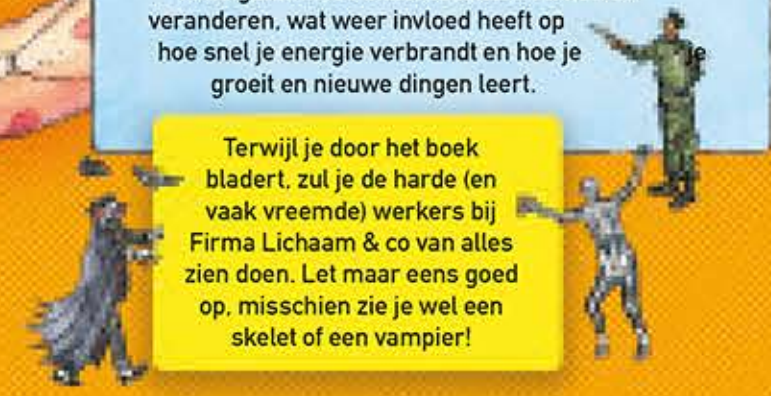 veranderen, wat weer invloed heeft op
hoe snel je energie verbrandt en hoe je je
groeit en nieuwe dingen leert.
Terwijl je door het boek
bladert, zul je de harde (en
vaak vreemde) werkers bij
Firma Lichaam & co van alles
zien doen. Let maar eens goed
op, misschien zie je wel een
skelet of een vampier!